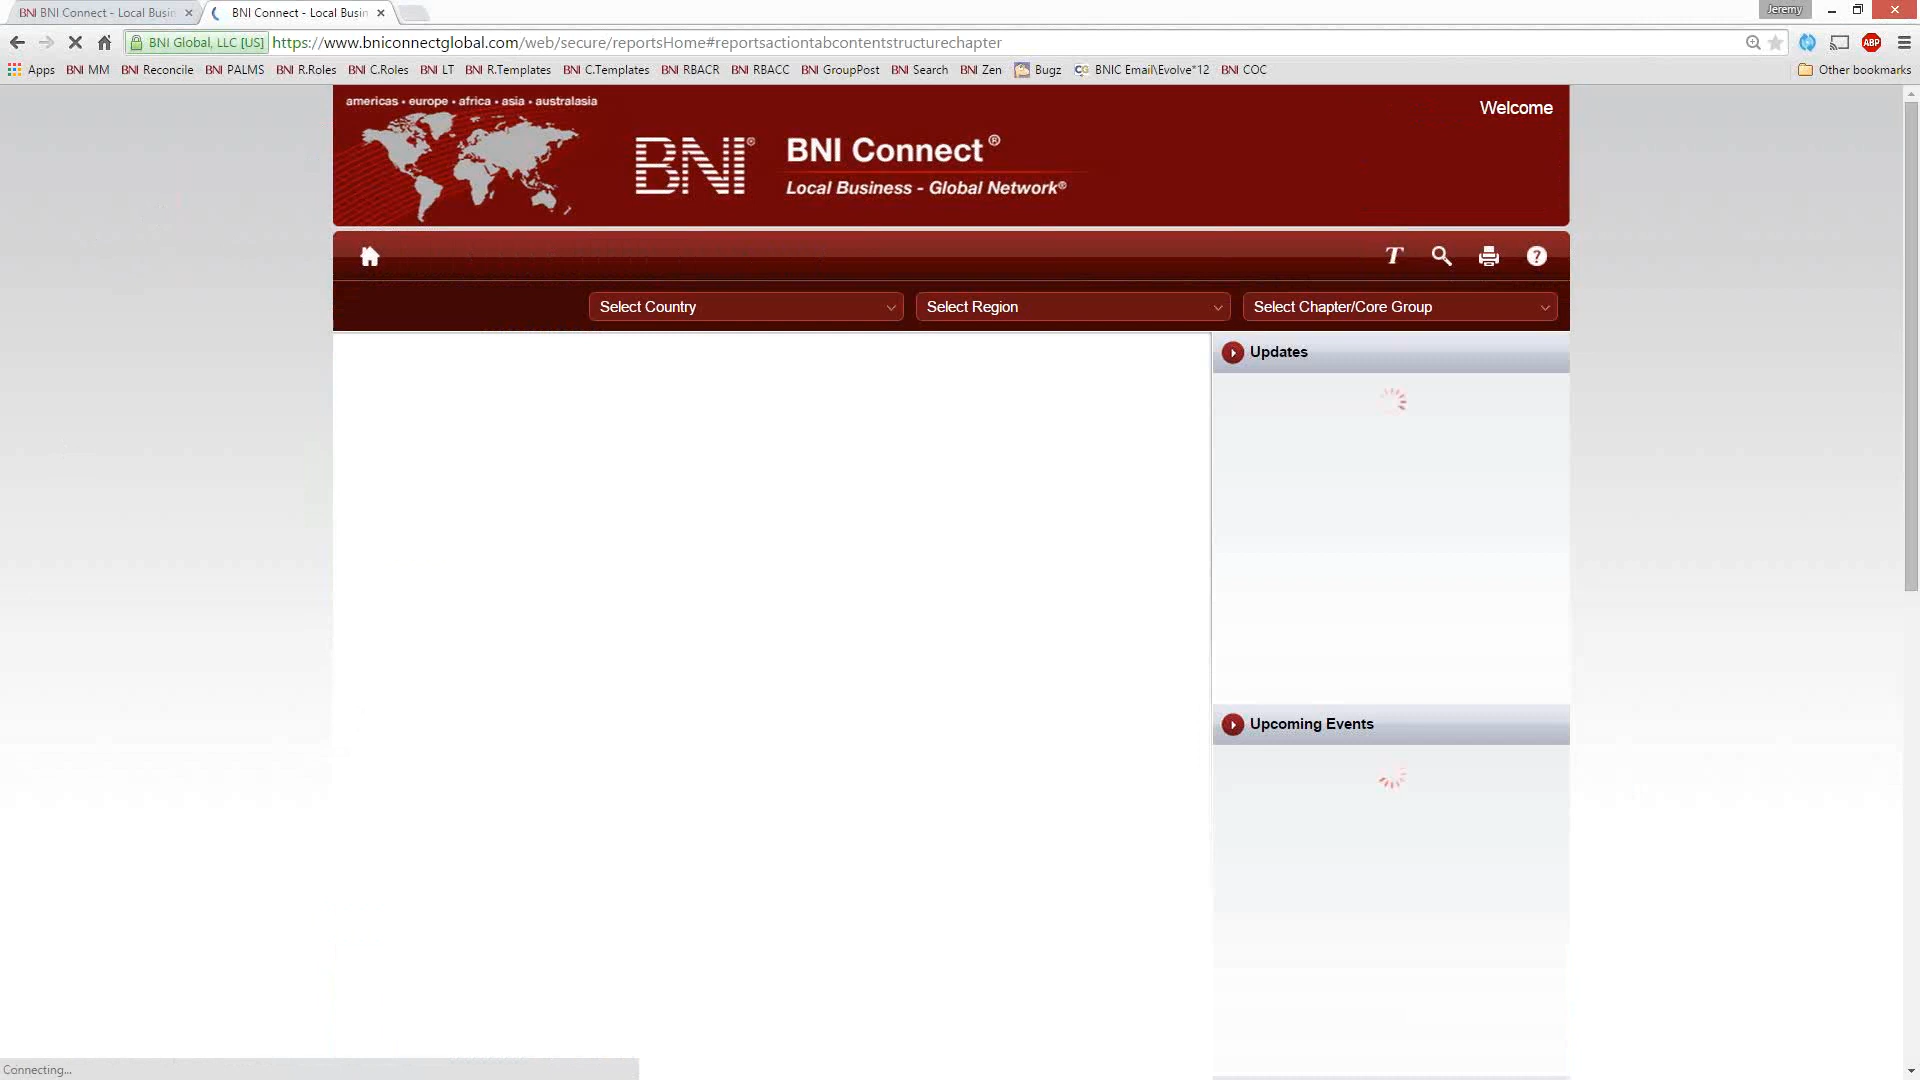 BNI BNI Connect - Local Busin
BNI Connect - Local Busin
Jeremy
BNI Global, LLC [US]
https://www.bniconnectglobal.com/web/secure/reportsHome#reportsactiontabcontentstructurechapter
ABP
Apps
BNI MM
BNI Reconcile
BNI PALMS
BNI R.Roles
BNI C.Roles
BNI LT
BNI R.Templates
BNI C.Templates
BNI RBACR
BNI RBACC
BNI GroupPost
BNI Search
BNI Zen
Bugz
CG BNIC Email\Evolve*12
BNI COC
Other bookmarks
americas • europe • africa • asia • australasia
Welcome
BNI®
BNI Connect®
Local Business - Global Network®
T
?
Select Country
Select Region
Select Chapter/Core Group
Updates
Upcoming Events
Connecting...